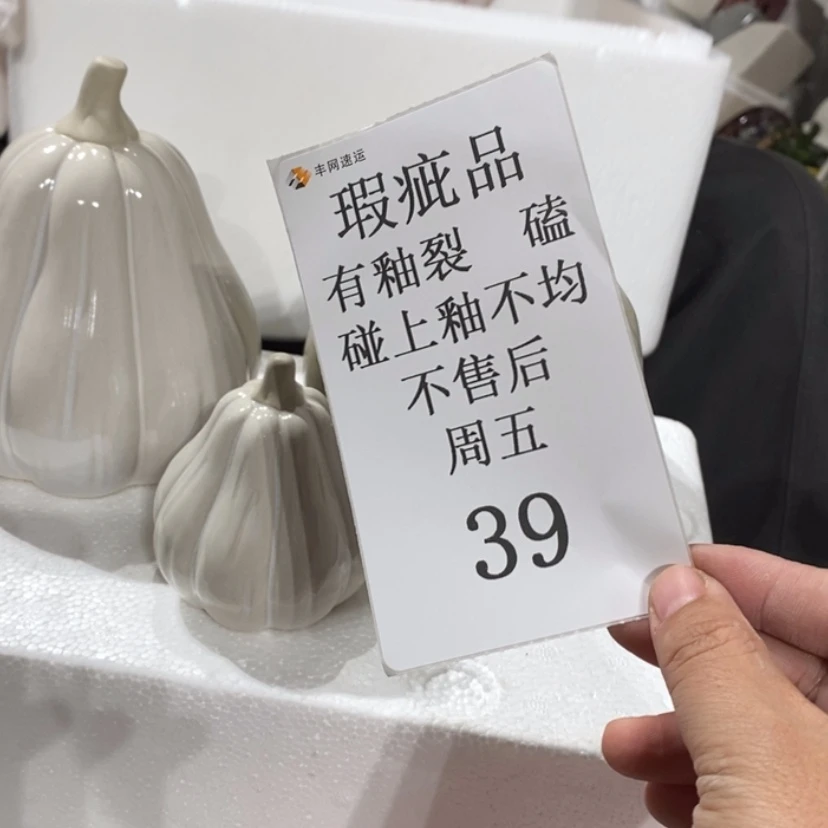 丰网速运
瑕疵品
有釉裂 磕
碰上釉不均
不售后
周五
39